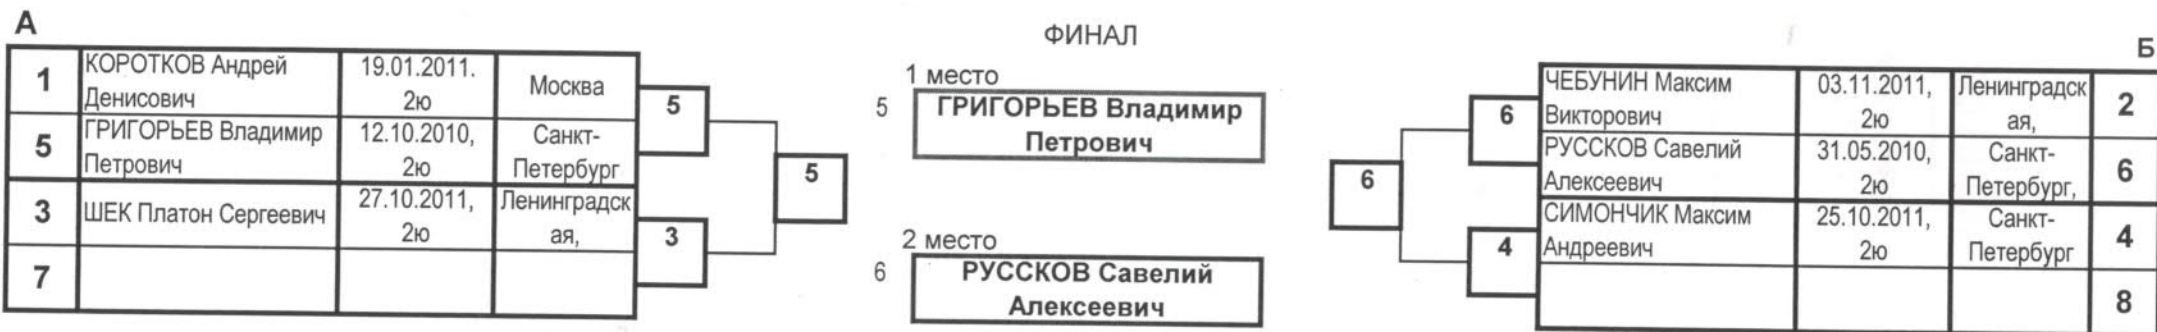 А
1
КОРОТКОВ Андрей
Денисович
19.01.2011.
2ю
Москва
5
ГРИГОРЬЕВ Владимир
Петрович
12.10.2010,
2ю
Санкт-
Петербург
3
ШЕК Платон Сергеевич
27.10.2011,
2ю
Ленинградск
ая,
7
5
3
5
ФИНАЛ
1 место
5
ГРИГОРЬЕВ Владимир
Петрович
2 место
6
РУССКОВ Савелий
Алексеевич
6
6
4
Б
ЧЕБУНИН Максим
Викторович
03.11.2011,
2ю
Ленинградск
ая,
2
РУССКОВ Савелий
Алексеевич
31.05.2010,
2ю
Санкт-
Петербург,
6
СИМОНЧИК Максим
Андреевич
25.10.2011,
2ю
Санкт-
Петербург
4
8